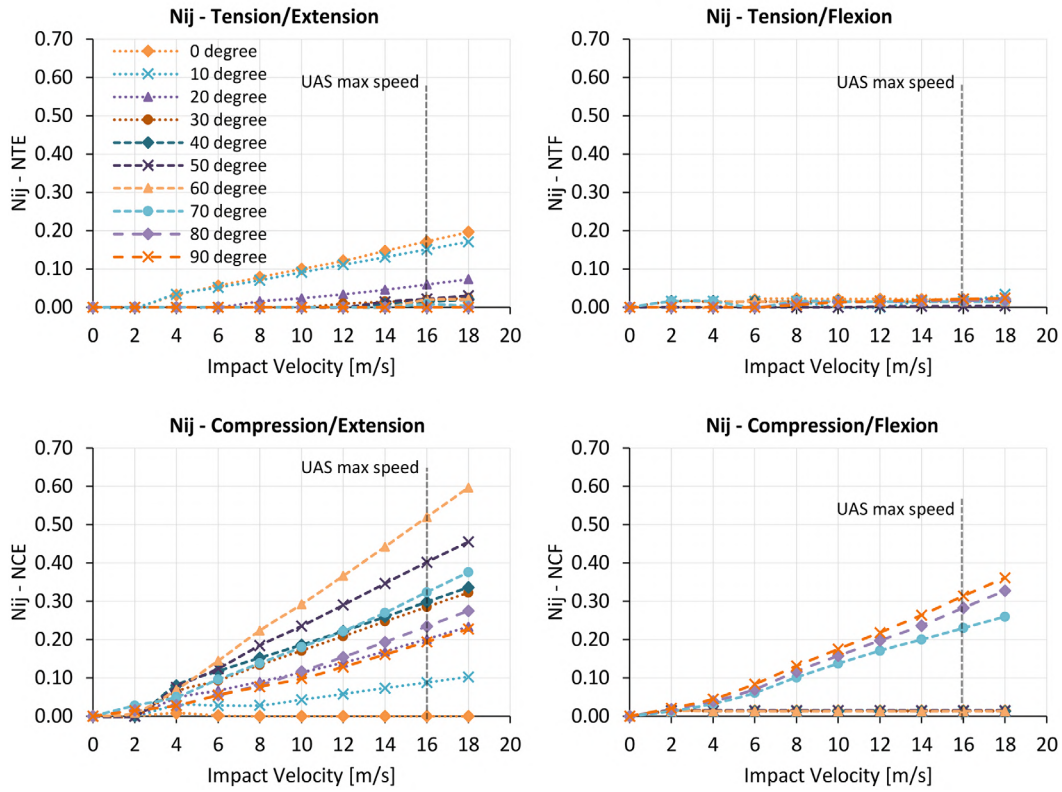 Nij - Tension/Extension
0.70
0.60
0.50
0.40
0.30
0.20
0.10
0.00
Nij - NTE
0 degree
10 degree
20 degree
30 degree
40 degree
50 degree
60 degree
70 degree
80 degree
90 degree
UAS max speed
0 2 4 6 8 10 12 14 16 18 20
Impact Velocity [m/s]
Nij - Tension/Flexion
0.70
0.60
0.50
0.40
0.30
0.20
0.10
0.00
Nij - NTF
UAS max speed
0 2 4 6 8 10 12 14 16 18 20
Impact Velocity [m/s]
Nij - Compression/Extension
0.70
0.60
0.50
0.40
0.30
0.20
0.10
0.00
Nij - NCE
UAS max speed
0 2 4 6 8 10 12 14 16 18 20
Impact Velocity [m/s]
Nij - Compression/Flexion
0.70
0.60
0.50
0.40
0.30
0.20
0.10
0.00
Nij - NCF
UAS max speed
0 2 4 6 8 10 12 14 16 18 20
Impact Velocity [m/s]